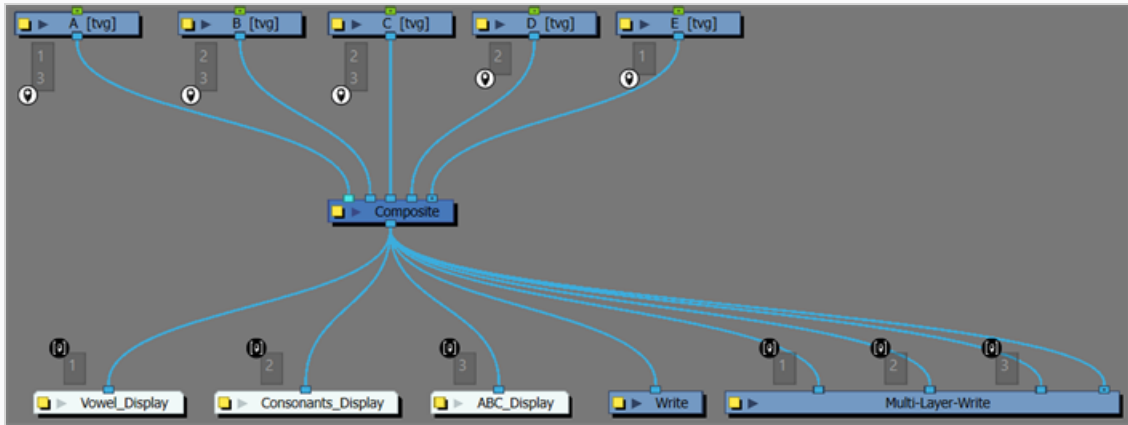 A [tvg] B [tvg] C [tvg] D [tvg] E [tvg]
1 2 2 2 1
3 3 3
Composite
1 2 3 1 2 3
Vowel_Display Consonants_Display ABC_Display Write Multi-Layer-Write